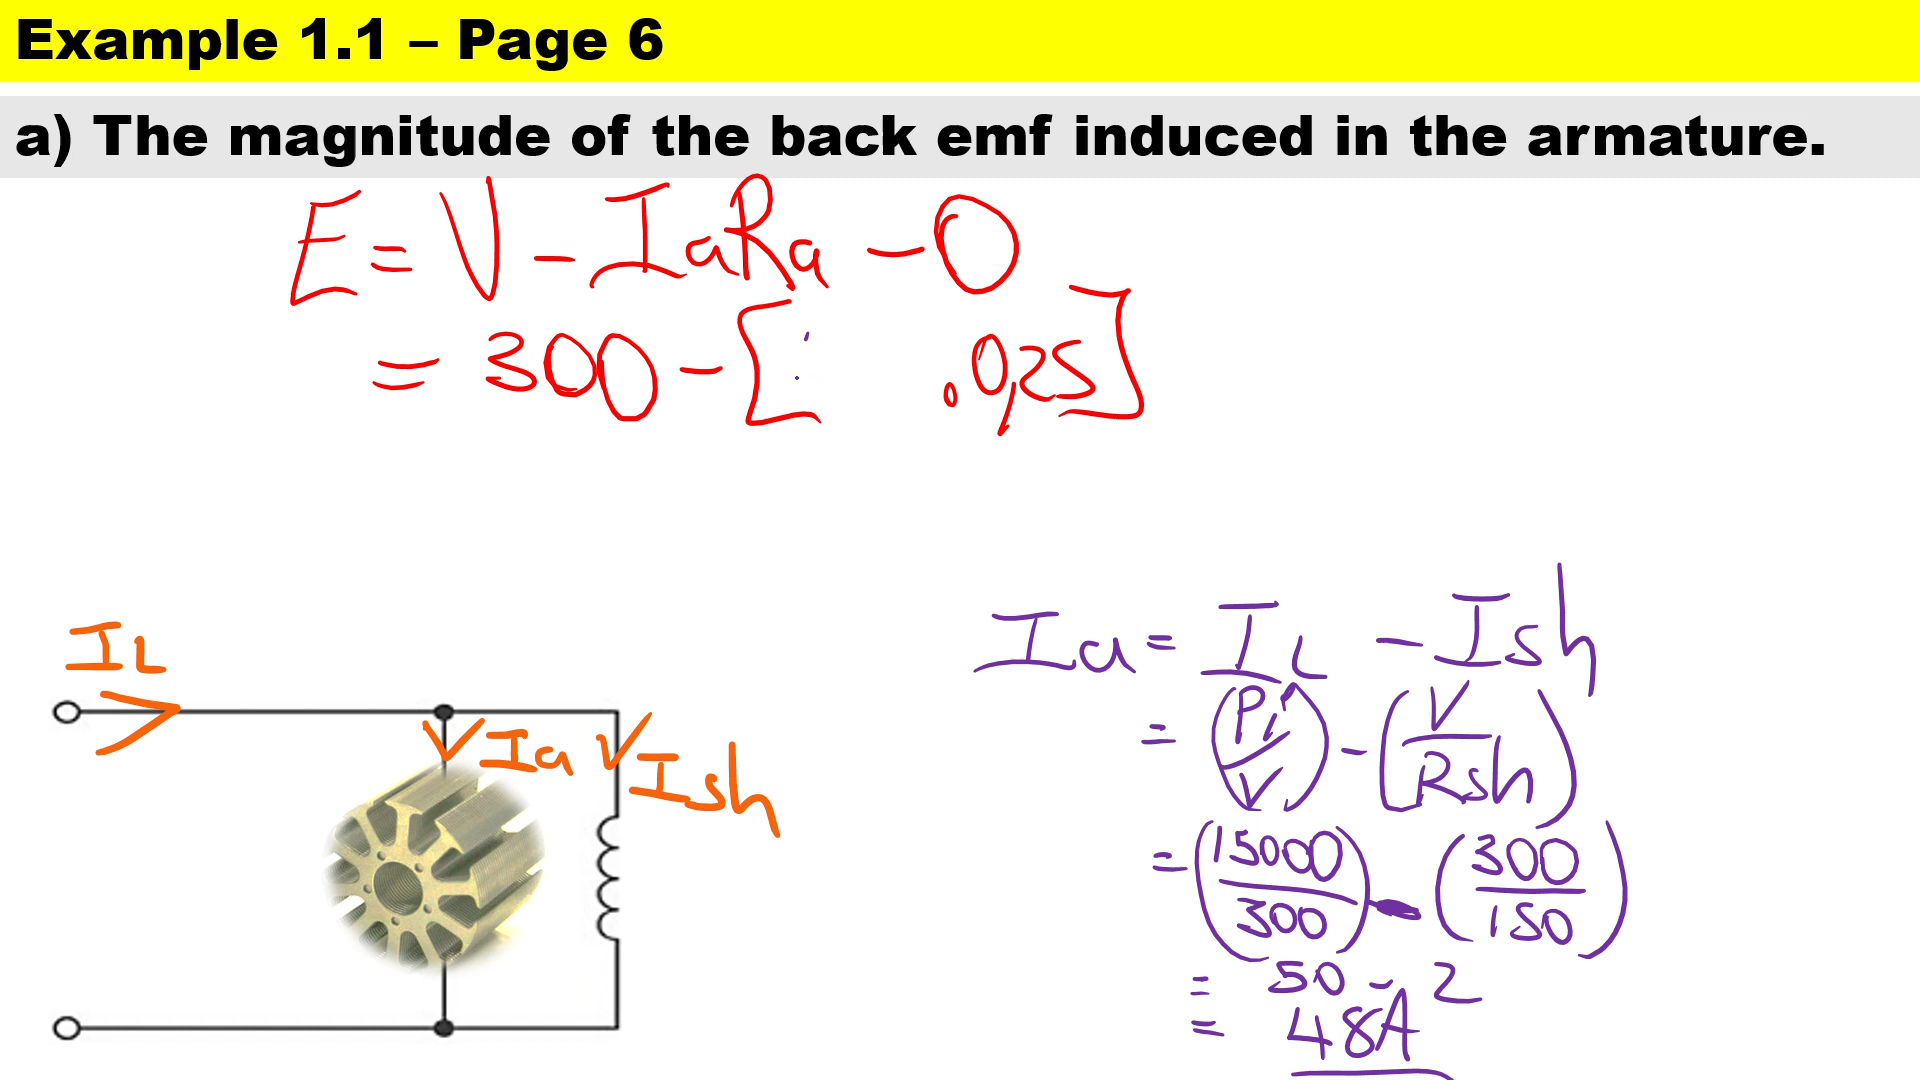 Example 1.1 – Page 6
a) The magnitude of the back emf induced in the armature.
E = V - IaRa - 0
= 300 - [ . 0,25]
IL
Ia
Ish
Ia = IL - Ish
= (Pi/V) - (V/Rsh)
= (15000/300) - (300/150)
= 50 - 2
= 48A